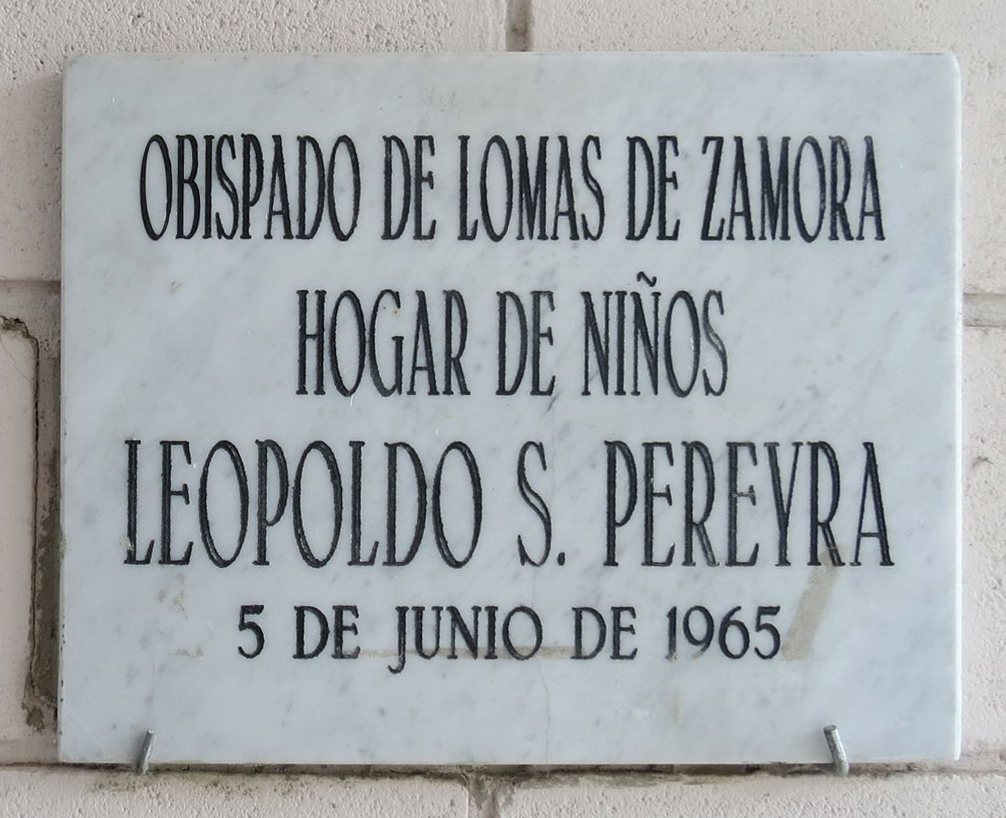 OBISPADO DE LOMAS DE ZAMORA
HOGAR DE NIÑOS
LEOPOLDO S. PEREYRA
5 DE JUNIO DE 1965